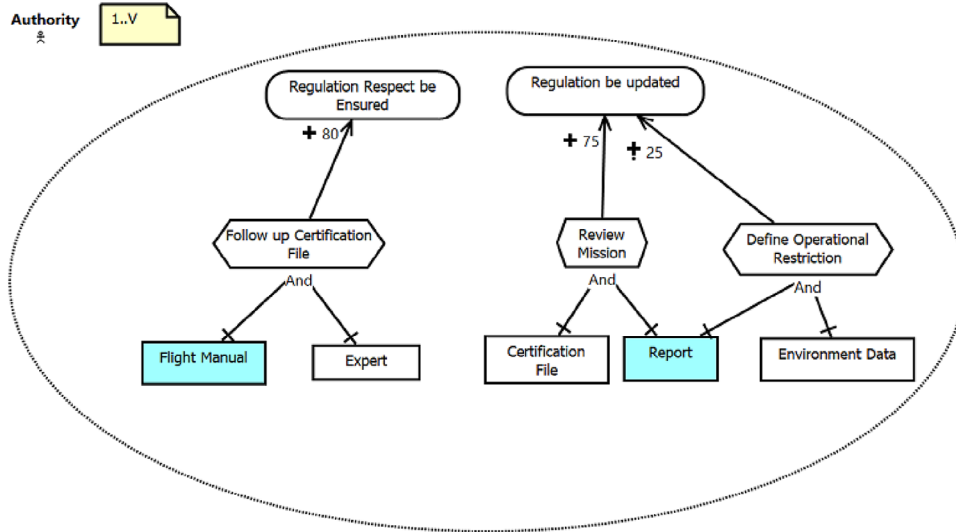 Authority
1..V
Regulation Respect be
Ensured
Regulation be updated
+ 80
+ 75
+ 25
Follow up Certification
File
Review
Mission
Define Operational
Restriction
And
And
And
Flight Manual
Expert
Certification
File
Report
Environment Data